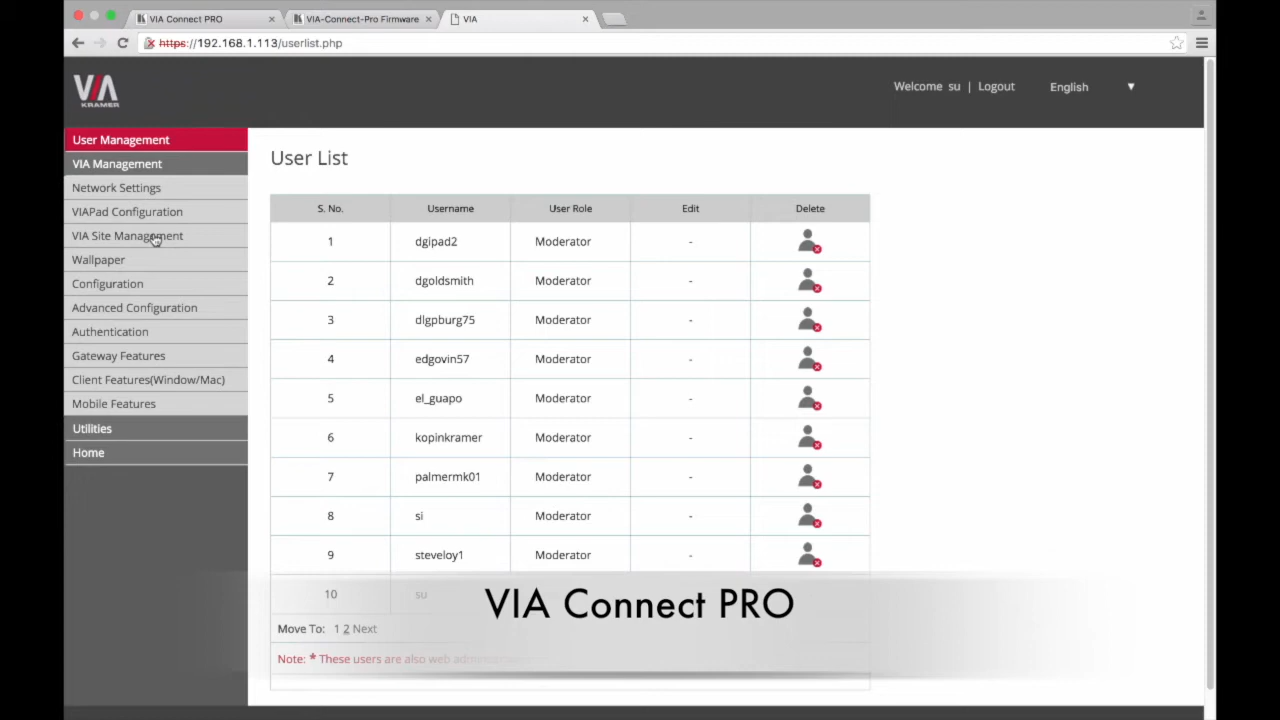 VIA Connect PRO
VIA-Connect-Pro Firmware
VIA
https://192.168.1.113/userlist.php
VIA
KRAMER
Welcome su | Logout
English
User Management
VIA Management
Network Settings
VIAPad Configuration
VIA Site Management
Wallpaper
Configuration
Advanced Configuration
Authentication
Gateway Features
Client Features(Window/Mac)
Mobile Features
Utilities
Home
User List
S. No. Username User Role Edit Delete
1 dgipad2 Moderator -
2 dgoldsmith Moderator -
3 dlgpburg75 Moderator -
4 edgovin57 Moderator -
5 el_guapo Moderator -
6 kopinkramer Moderator -
7 palmermk01 Moderator -
8 si Moderator -
9 steveloy1 Moderator -
10 su
VIA Connect PRO
Move To: 1 2 Next
Note: * These users are also web